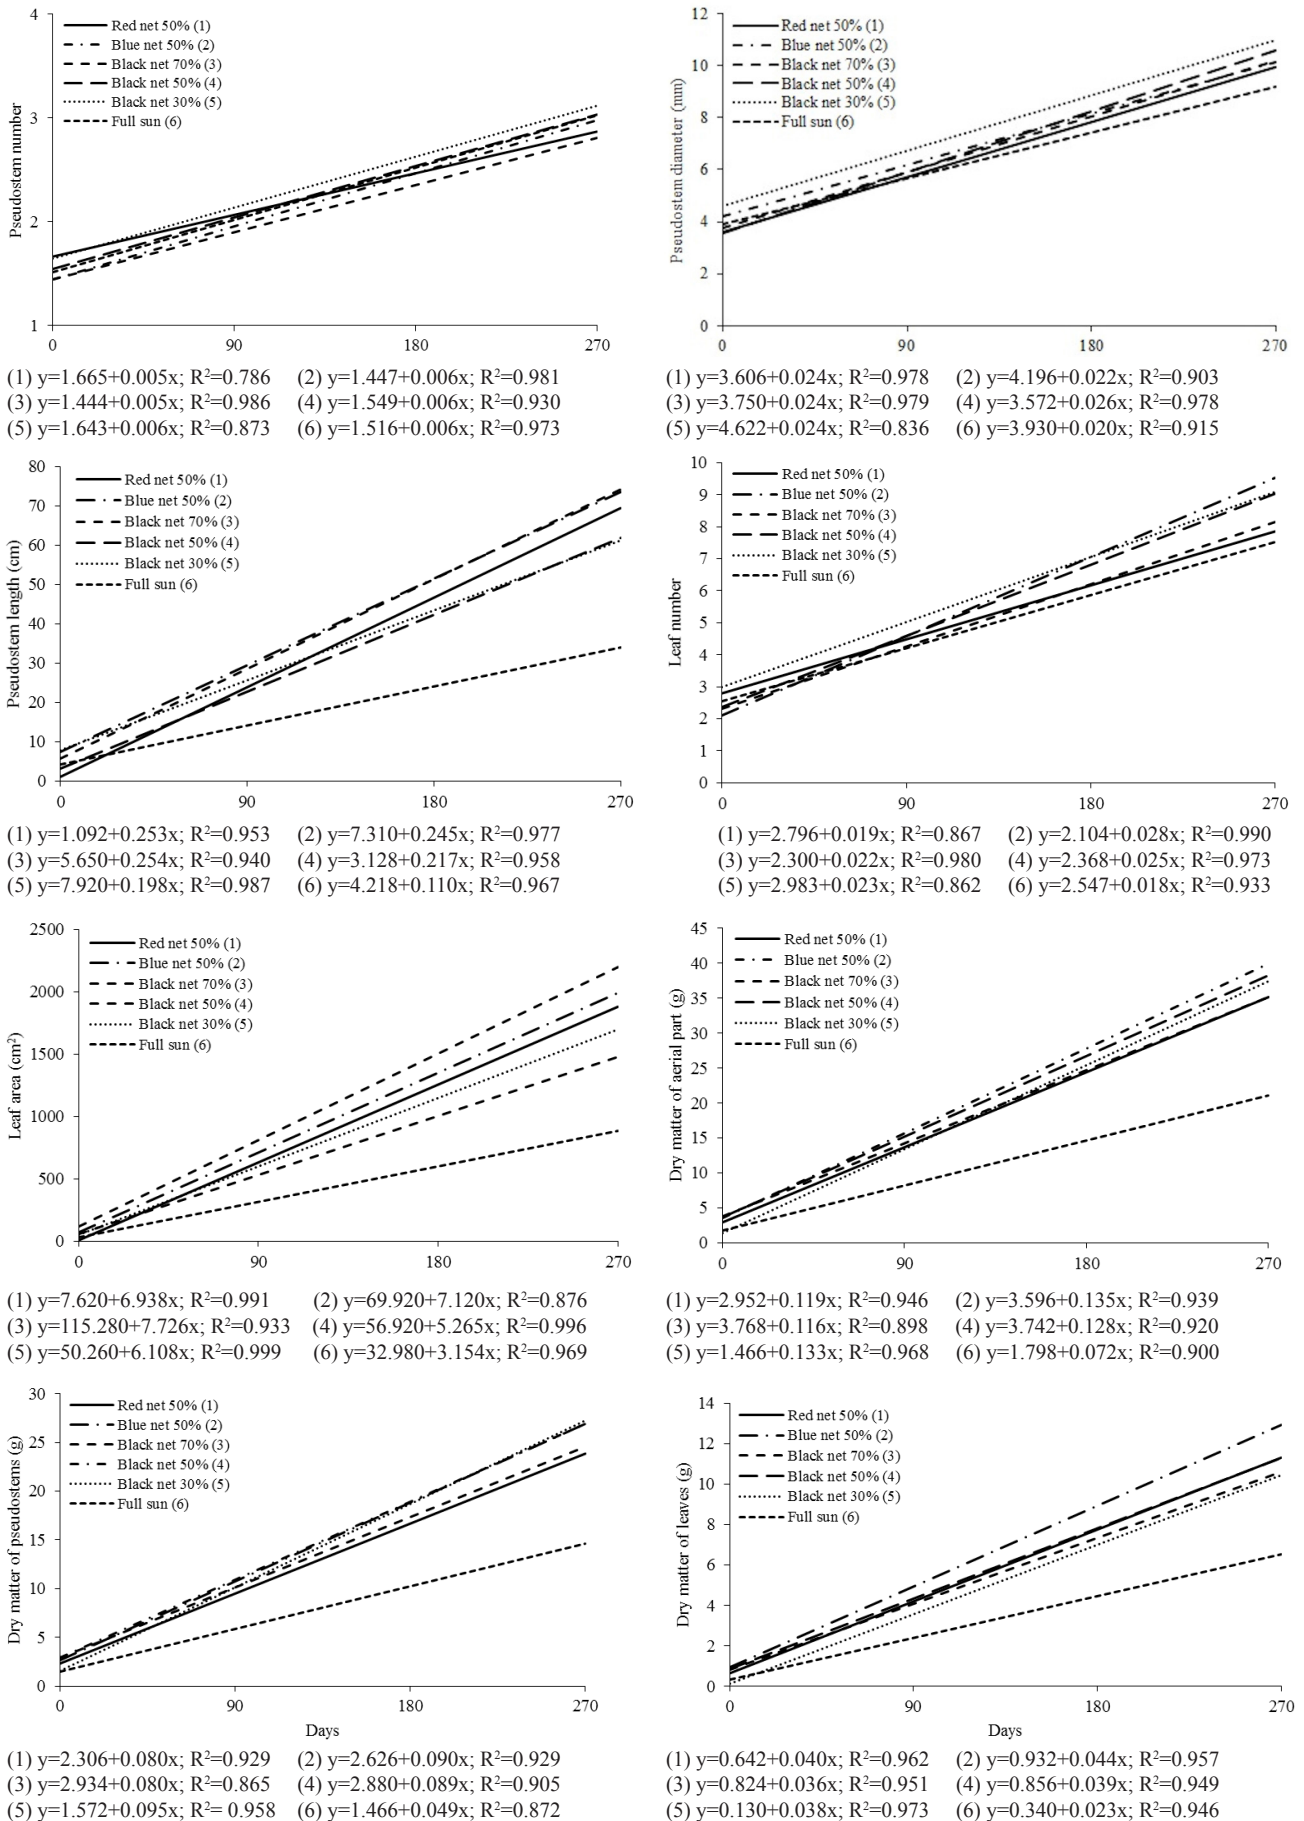 4
3
2
1
Pseudostem number
Red net 50% (1)
Blue net 50% (2)
Black net 70% (3)
Black net 50% (4)
Black net 30% (5)
Full sun (6)
0 90 180 270
(1) y=1.665+0.005x; R²=0.786 (2) y=1.447+0.006x; R²=0.981
(3) y=1.444+0.005x; R²=0.986 (4) y=1.549+0.006x; R²=0.930
(5) y=1.643+0.006x; R²=0.873 (6) y=1.516+0.006x; R²=0.973
12
10
8
6
4
2
0
Pseudostem diameter (mm)
Red net 50% (1)
Blue net 50% (2)
Black net 70% (3)
Black net 50% (4)
Black net 30% (5)
Full sun (6)
0 90 180 270
(1) y=3.606+0.024x; R²=0.978 (2) y=4.196+0.022x; R²=0.903
(3) y=3.750+0.024x; R²=0.979 (4) y=3.572+0.026x; R²=0.978
(5) y=4.622+0.024x; R²=0.836 (6) y=3.930+0.020x; R²=0.915
80
70
60
50
40
30
20
10
0
Pseudostem length (cm)
Red net 50% (1)
Blue net 50% (2)
Black net 70% (3)
Black net 50% (4)
Black net 30% (5)
Full sun (6)
0 90 180 270
(1) y=1.092+0.253x; R²=0.953 (2) y=7.310+0.245x; R²=0.977
(3) y=5.650+0.254x; R²=0.940 (4) y=3.128+0.217x; R²=0.958
(5) y=7.920+0.198x; R²=0.987 (6) y=4.218+0.110x; R²=0.967
10
9
8
7
6
5
4
3
2
1
0
Leaf number
Red net 50% (1)
Blue net 50% (2)
Black net 70% (3)
Black net 50% (4)
Black net 30% (5)
Full sun (6)
0 90 180 270
(1) y=2.796+0.019x; R²=0.867 (2) y=2.104+0.028x; R²=0.990
(3) y=2.300+0.022x; R²=0.980 (4) y=2.368+0.025x; R²=0.973
(5) y=2.983+0.023x; R²=0.862 (6) y=2.547+0.018x; R²=0.933
2500
2000
1500
1000
500
0
Leaf area (cm²)
Red net 50% (1)
Blue net 50% (2)
Black net 70% (3)
Black net 50% (4)
Black net 30% (5)
Full sun (6)
0 90 180 270
(1) y=7.620+6.938x; R²=0.991 (2) y=69.920+7.120x; R²=0.876
(3) y=115.280+7.726x; R²=0.933 (4) y=56.920+5.265x; R²=0.996
(5) y=50.260+6.108x; R²=0.999 (6) y=32.980+3.154x; R²=0.969
45
40
35
30
25
20
15
10
5
0
Dry matter of aerial part (g)
Red net 50% (1)
Blue net 50% (2)
Black net 70% (3)
Black net 50% (4)
Black net 30% (5)
Full sun (6)
0 90 180 270
(1) y=2.952+0.119x; R²=0.946 (2) y=3.596+0.135x; R²=0.939
(3) y=3.768+0.116x; R²=0.898 (4) y=3.742+0.128x; R²=0.920
(5) y=1.466+0.133x; R²=0.968 (6) y=1.798+0.072x; R²=0.900
30
25
20
15
10
5
0
Dry matter of pseudostems (g)
Red net 50% (1)
Blue net 50% (2)
Black net 70% (3)
Black net 50% (4)
Black net 30% (5)
Full sun (6)
0 90 180 270
Days
(1) y=2.306+0.080x; R²=0.929 (2) y=2.626+0.090x; R²=0.929
(3) y=2.934+0.080x; R²=0.865 (4) y=2.880+0.089x; R²=0.905
(5) y=1.572+0.095x; R²= 0.958 (6) y=1.466+0.049x; R²=0.872
14
12
10
8
6
4
2
0
Dry matter of leaves (g)
Red net 50% (1)
Blue net 50% (2)
Black net 70% (3)
Black net 50% (4)
Black net 30% (5)
Full sun (6)
0 90 180 270
Days
(1) y=0.642+0.040x; R²=0.962 (2) y=0.932+0.044x; R²=0.957
(3) y=0.824+0.036x; R²=0.951 (4) y=0.856+0.039x; R²=0.949
(5) y=0.130+0.038x; R²=0.973 (6) y=0.340+0.023x; R²=0.946